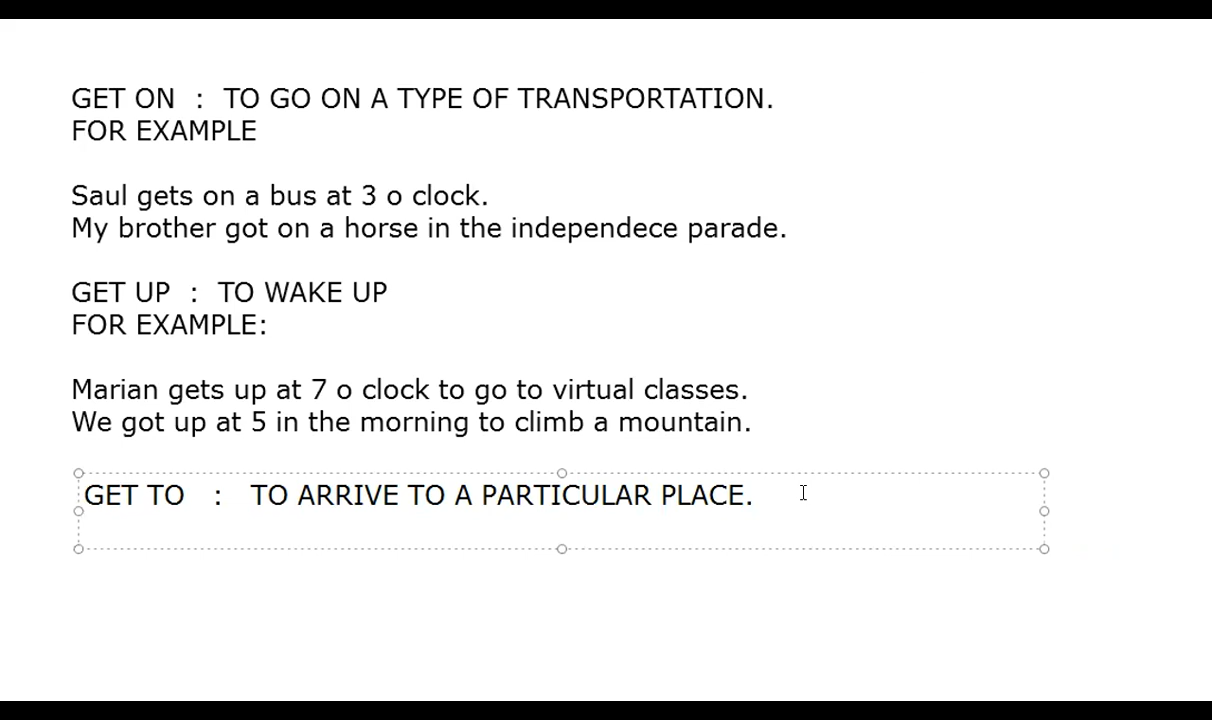 GET ON  :  TO GO ON A TYPE OF TRANSPORTATION.
FOR EXAMPLE
Saul gets on a bus at 3 o clock.
My brother got on a horse in the independece parade.
GET UP  :  TO WAKE UP
FOR EXAMPLE:
Marian gets up at 7 o clock to go to virtual classes.
We got up at 5 in the morning to climb a mountain.
GET TO   :   TO ARRIVE TO A PARTICULAR PLACE.